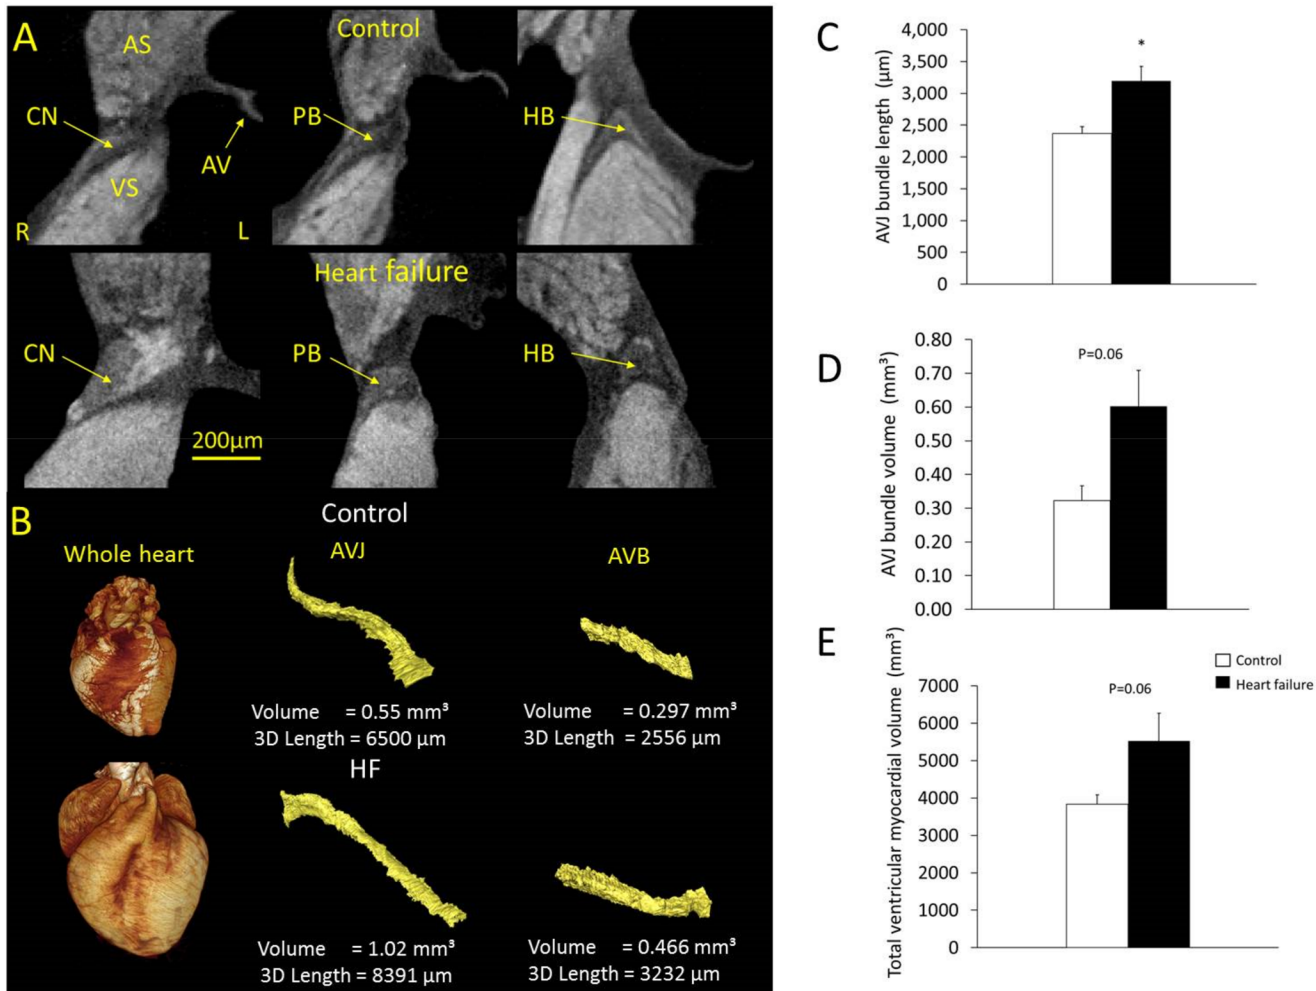 A
AS
Control
CN
PB
HB
AV
VS
R
L
Heart failure
CN
PB
HB
200µm
B
Control
Whole heart
AVJ
AVB
Volume = 0.55 mm³
3D Length = 6500 µm
Volume = 0.297 mm³
3D Length = 2556 µm
HF
Volume = 1.02 mm³
3D Length = 8391 µm
Volume = 0.466 mm³
3D Length = 3232 µm
C
AVJ bundle length (µm)
4,000
3,500
3,000
2,500
2,000
1,500
1,000
500
0
*
D
AVJ bundle volume (mm³)
0.80
0.70
0.60
0.50
0.40
0.30
0.20
0.10
0.00
P=0.06
E
Control
Heart failure
Total ventricular myocardial volume (mm³)
7000
6000
5000
4000
3000
2000
1000
0
P=0.06